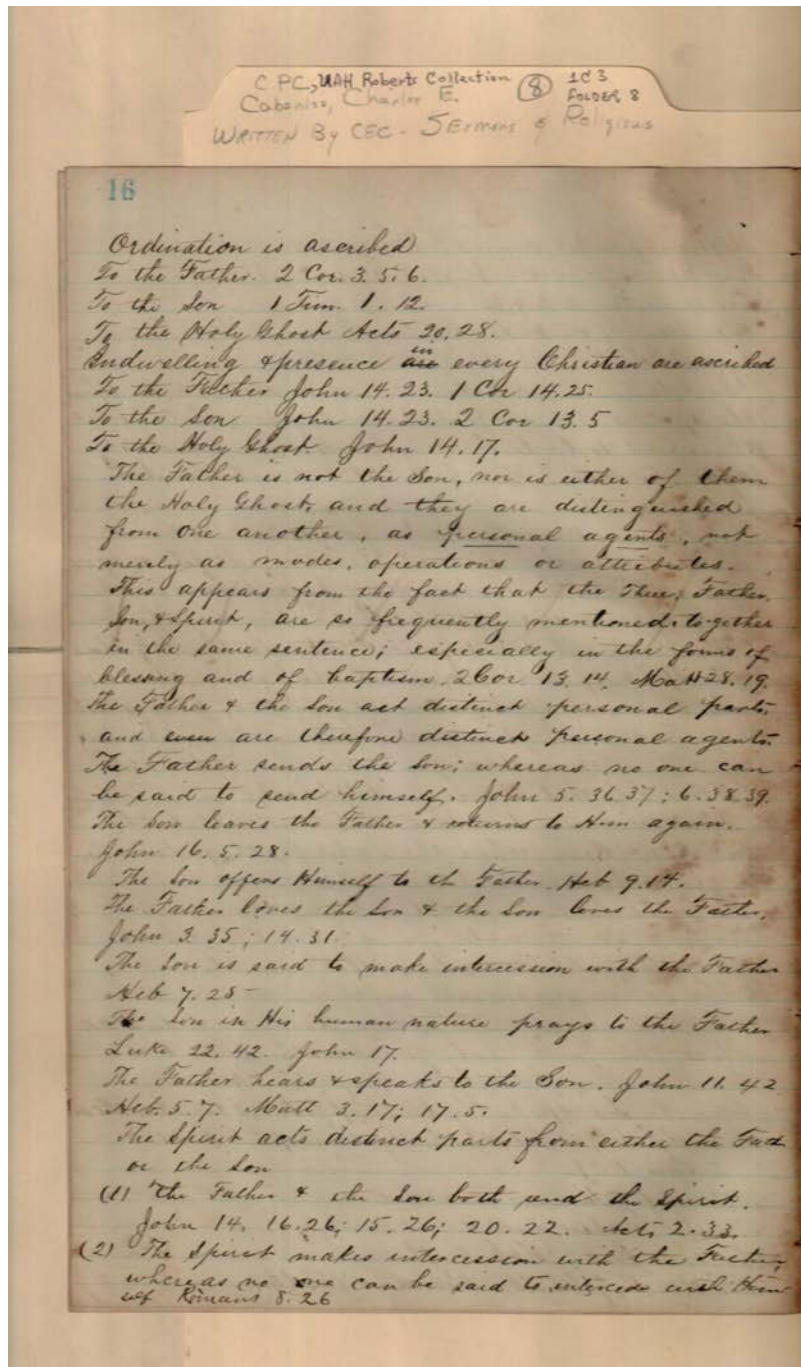 CPC, UAH Roberts Collection (8) 1C3
Cabaniss, Charles E. FOLDER 8
WRITTEN By CEC - SERMONS & Religious
16
Ordination is ascribed
To the Father. 2 Cor. 3. 5. 6.
To the Son 1 Tim. 1. 12.
To the Holy Ghost Acts 20. 28.
in
Indwelling & presence are every Christian are ascribed
To the Father John 14. 23. 1 Cor 14. 25.
To the Son John 14. 23. 2 Cor 13. 5
To the Holy Ghost. John 14. 17.
The Father is not the Son, nor is either of them
the Holy Ghost, and they are distinguished
from one another, as personal agents, not
merely as modes, operations or attributes.
This appears from the fact that the Three, Father,
Son, & Spirit, are so frequently mentioned together
in the same sentence; especially in the forms of
blessing and of baptism. 2 Cor 13. 14. Matt 28. 19.
The Father & the Son act distinct personal parts,
and even are therefore distinct personal agents.
The Father sends the Son; whereas no one can
be said to send himself. John 5. 36 37; 6. 38 39.
The Son leaves the Father & returns to Him again.
John 16. 5. 28.
The Son offers Himself to th Father Heb 9. 14.
The Father loves the Son & the Son loves the Father.
John 3. 35; 14. 31.
The Son is said to make intercession with the Father
Heb 7. 25
The Son in His human nature prays to the Father
Luke 22. 42. John 17.
The Father hears & speaks to the Son. John 11. 42
Heb. 5. 7. Matt 3. 17; 17. 5.
The Spirit acts distinct parts from either the Fath
or the Son
(1) The Father & the Son both send the Spirit.
John 14. 16. 26; 15. 26; 20. 22. Acts 2. 33.
(2) The Spirit makes intercession with the Father,
whereas no one can be said to intercede with Him
Romans 8. 26